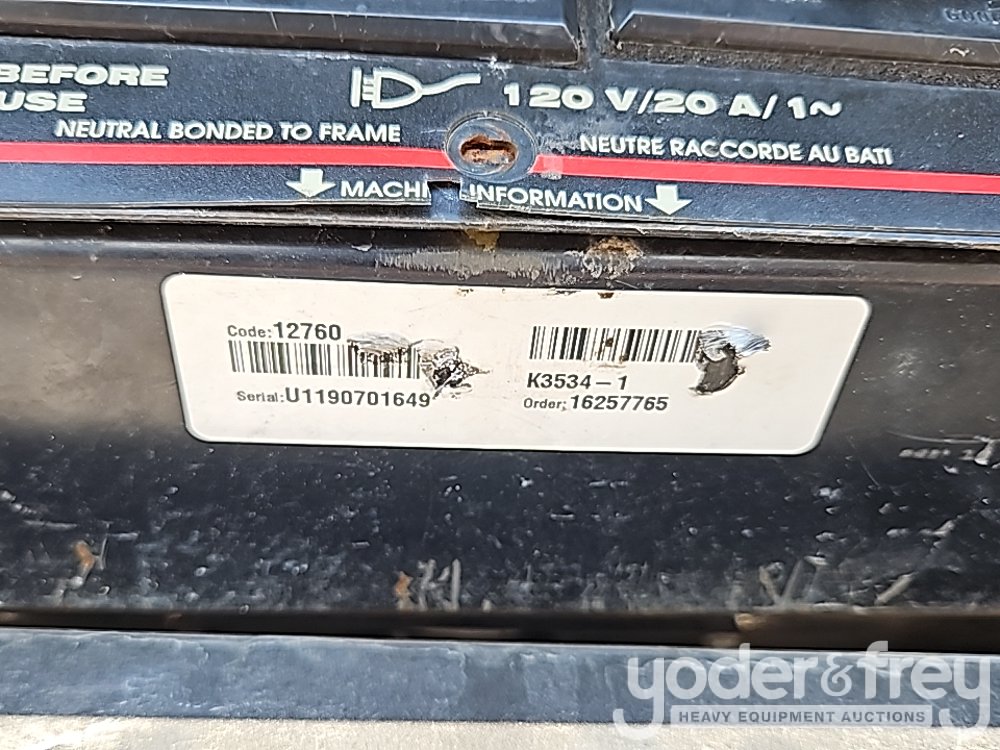 BEFORE
USE
120 V/20 A/1~
NEUTRAL BONDED TO FRAME
NEUTRE RACCORDE AU BATI
MACHI INFORMATION
Code:12760
Serial:U1190701649
K3534-1
Order:16257765
yoder&frey
HEAVY EQUIPMENT AUCTIONS